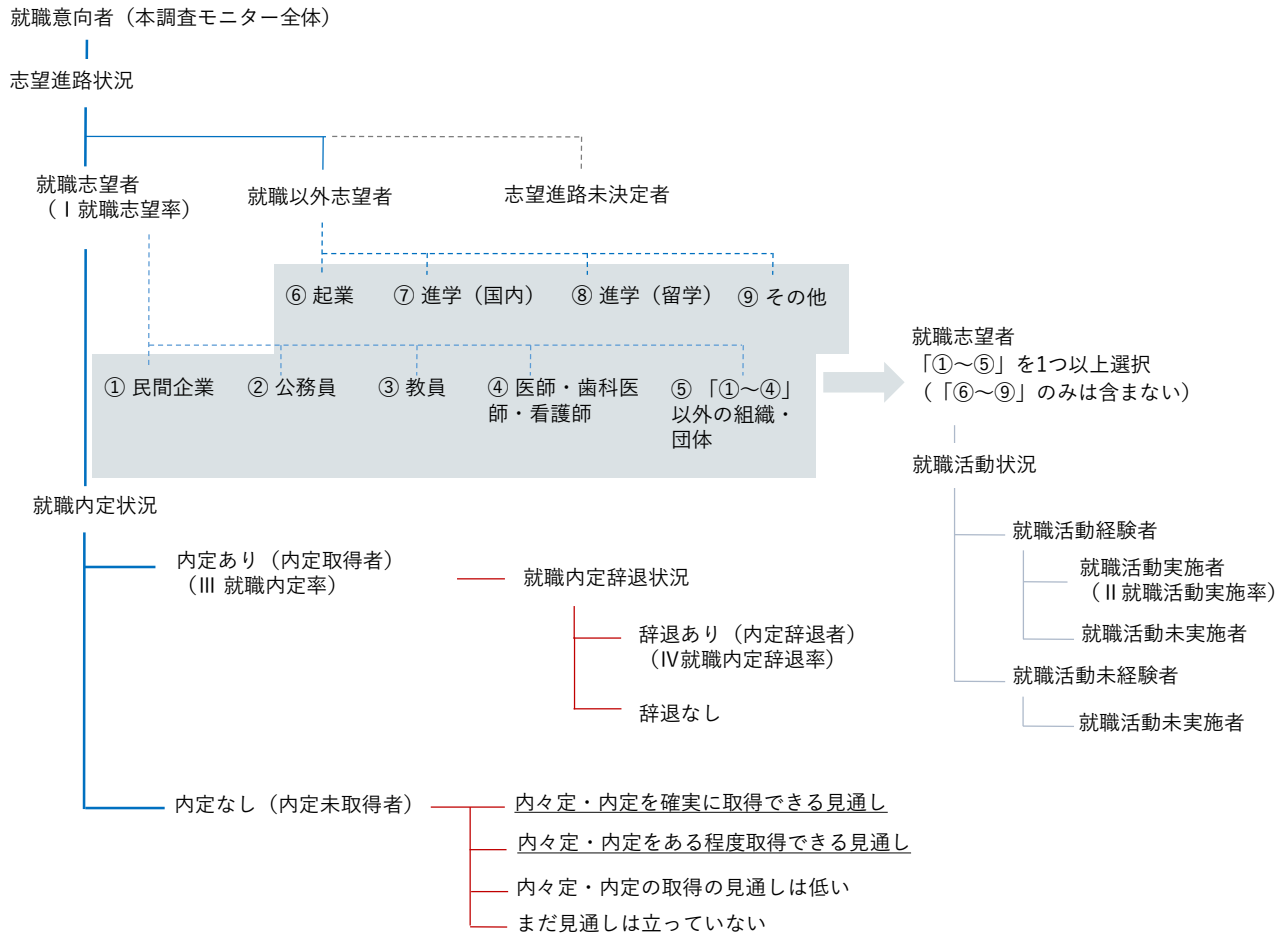 就職意向者（本調査モニター全体）
志望進路状況
就職志望者
（Ⅰ就職志望率）
就職以外志望者
志望進路未決定者
⑥ 起業
⑦ 進学（国内）
⑧ 進学（留学）
⑨ その他
① 民間企業
② 公務員
③ 教員
④ 医師・歯科医
師・看護師
⑤ 「①～④」
以外の組織・
団体
就職志望者
「①～⑤」を1つ以上選択
（「⑥～⑨」のみは含まない）
就職活動状況
就職活動経験者
就職活動実施者
（Ⅱ就職活動実施率）
就職活動未実施者
就職活動未経験者
就職活動未実施者
就職内定状況
内定あり（内定取得者）
（Ⅲ 就職内定率）
就職内定辞退状況
辞退あり（内定辞退者）
（Ⅳ就職内定辞退率）
辞退なし
内定なし（内定未取得者）
内々定・内定を確実に取得できる見通し
内々定・内定をある程度取得できる見通し
内々定・内定の取得の見通しは低い
まだ見通しは立っていない